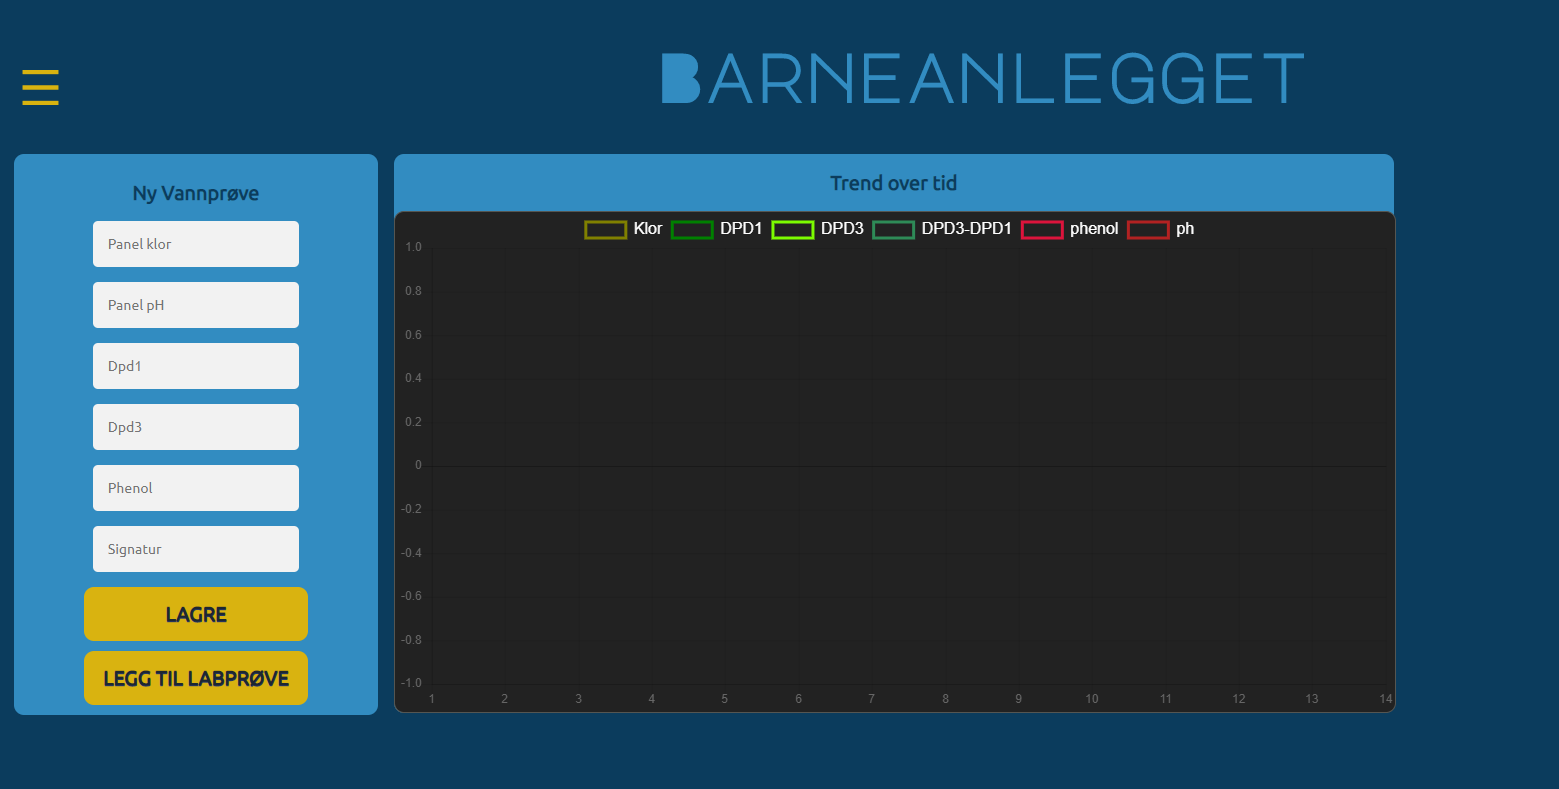 BARNEANLEGGET
Ny Vannprøve
Panel klor
Panel pH
Dpd1
Dpd3
Phenol
Signatur
LAGRE
LEGG TIL LABPRØVE
Trend over tid
Klor DPD1 DPD3 DPD3-DPD1 phenol ph
1.0
0.8
0.6
0.4
0.2
0
-0.2
-0.4
-0.6
-0.8
-1.0
1 2 3 4 5 6 7 8 9 10 11 12 13 14